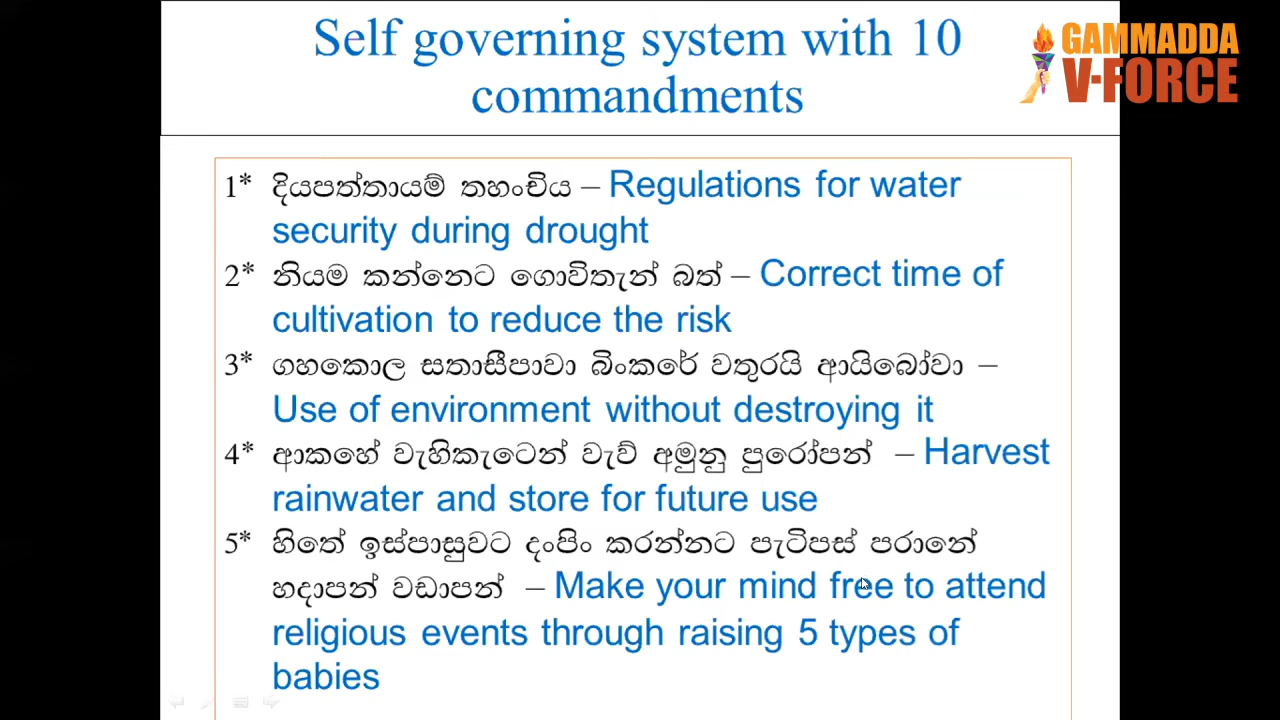 Self governing system with 10
commandments
GAMMADDA
V-FORCE
1* දියපත්තායම් තහංචිය – Regulations for water
security during drought
2* නියම කන්නෙට ගොවිතැන් බත් – Correct time of
cultivation to reduce the risk
3* ගහකොල සතාසීපාවා බිංකරේ වතුරයි ආයිබෝවා –
Use of environment without destroying it
4* ආකහේ වැහිකැටෙන් වැව් අමුනු පුරෝපන් – Harvest
rainwater and store for future use
5* හිතේ ඉස්පාසුවට දංපිං කරන්නට පැටිපස් පරානේ
හදාපන් වඩාපන් – Make your mind free to attend
religious events through raising 5 types of
babies